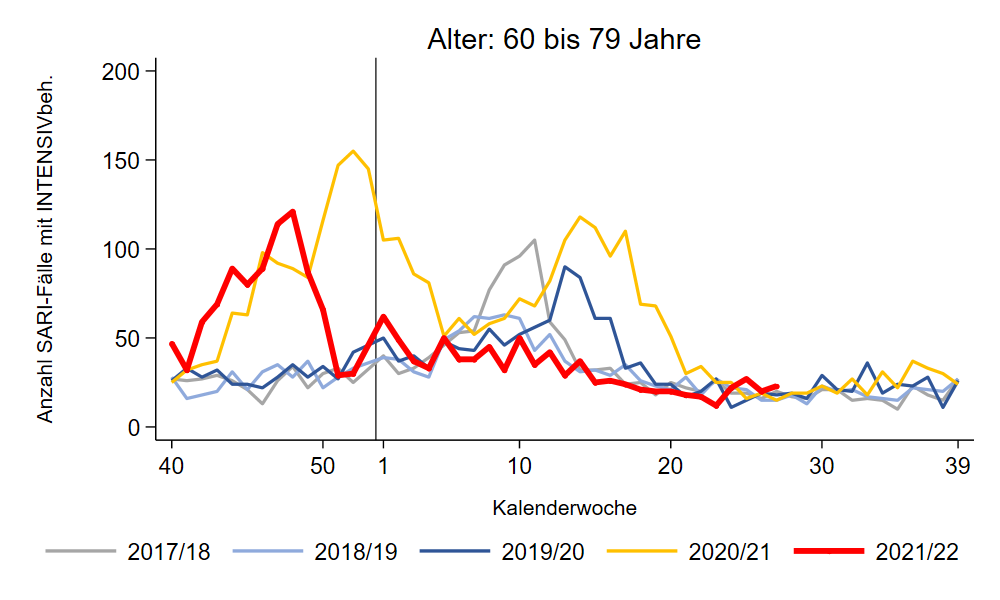 Alter: 60 bis 79 Jahre
Anzahl SARI-Fälle mit INTENSIVbeh.
200
150
100
50
0
40 50 1 10 20 30 39
Kalenderwoche
2017/18 2018/19 2019/20 2020/21 2021/22